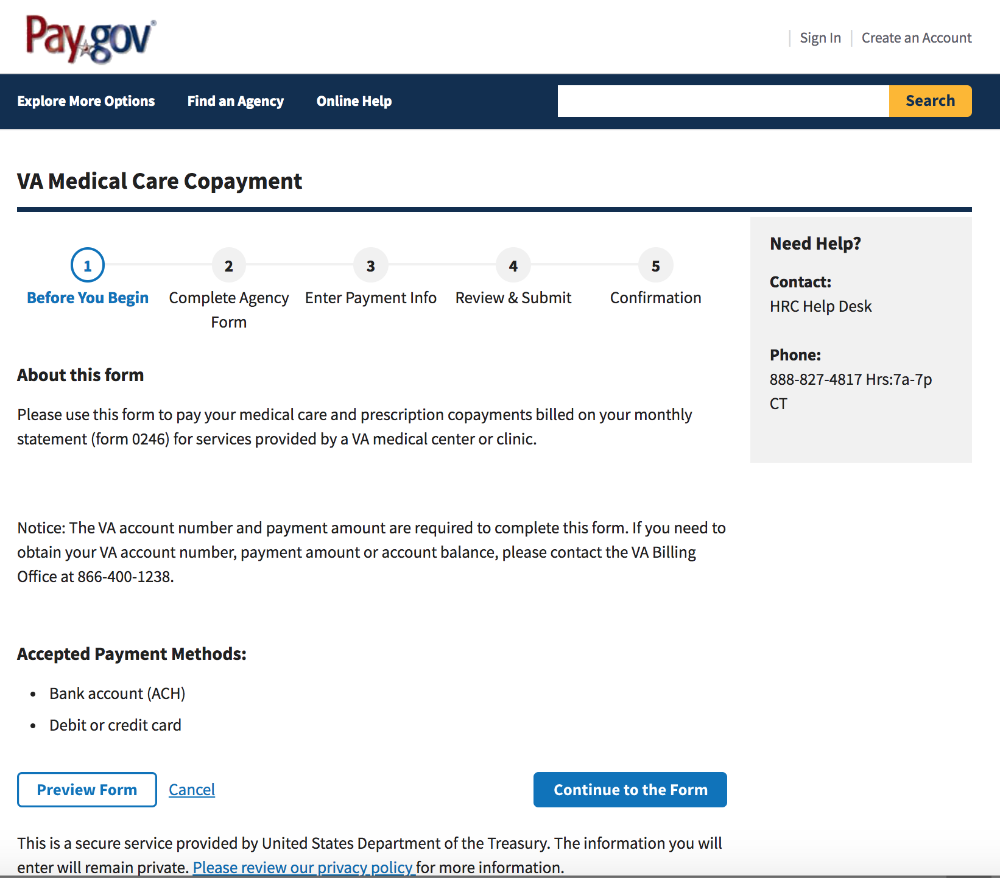 Pay.gov®
Sign In
Create an Account
Explore More Options
Find an Agency
Online Help
Search
VA Medical Care Copayment
1
Before You Begin
2
Complete Agency
Form
3
Enter Payment Info
4
Review & Submit
5
Confirmation
About this form
Please use this form to pay your medical care and prescription copayments billed on your monthly
statement (form 0246) for services provided by a VA medical center or clinic.
Notice: The VA account number and payment amount are required to complete this form. If you need to
obtain your VA account number, payment amount or account balance, please contact the VA Billing
Office at 866-400-1238.
Accepted Payment Methods:
• Bank account (ACH)
• Debit or credit card
Preview Form
Cancel
Continue to the Form
This is a secure service provided by United States Department of the Treasury. The information you will
enter will remain private. Please review our privacy policy for more information.
Need Help?
Contact:
HRC Help Desk
Phone:
888-827-4817 Hrs:7a-7p
CT